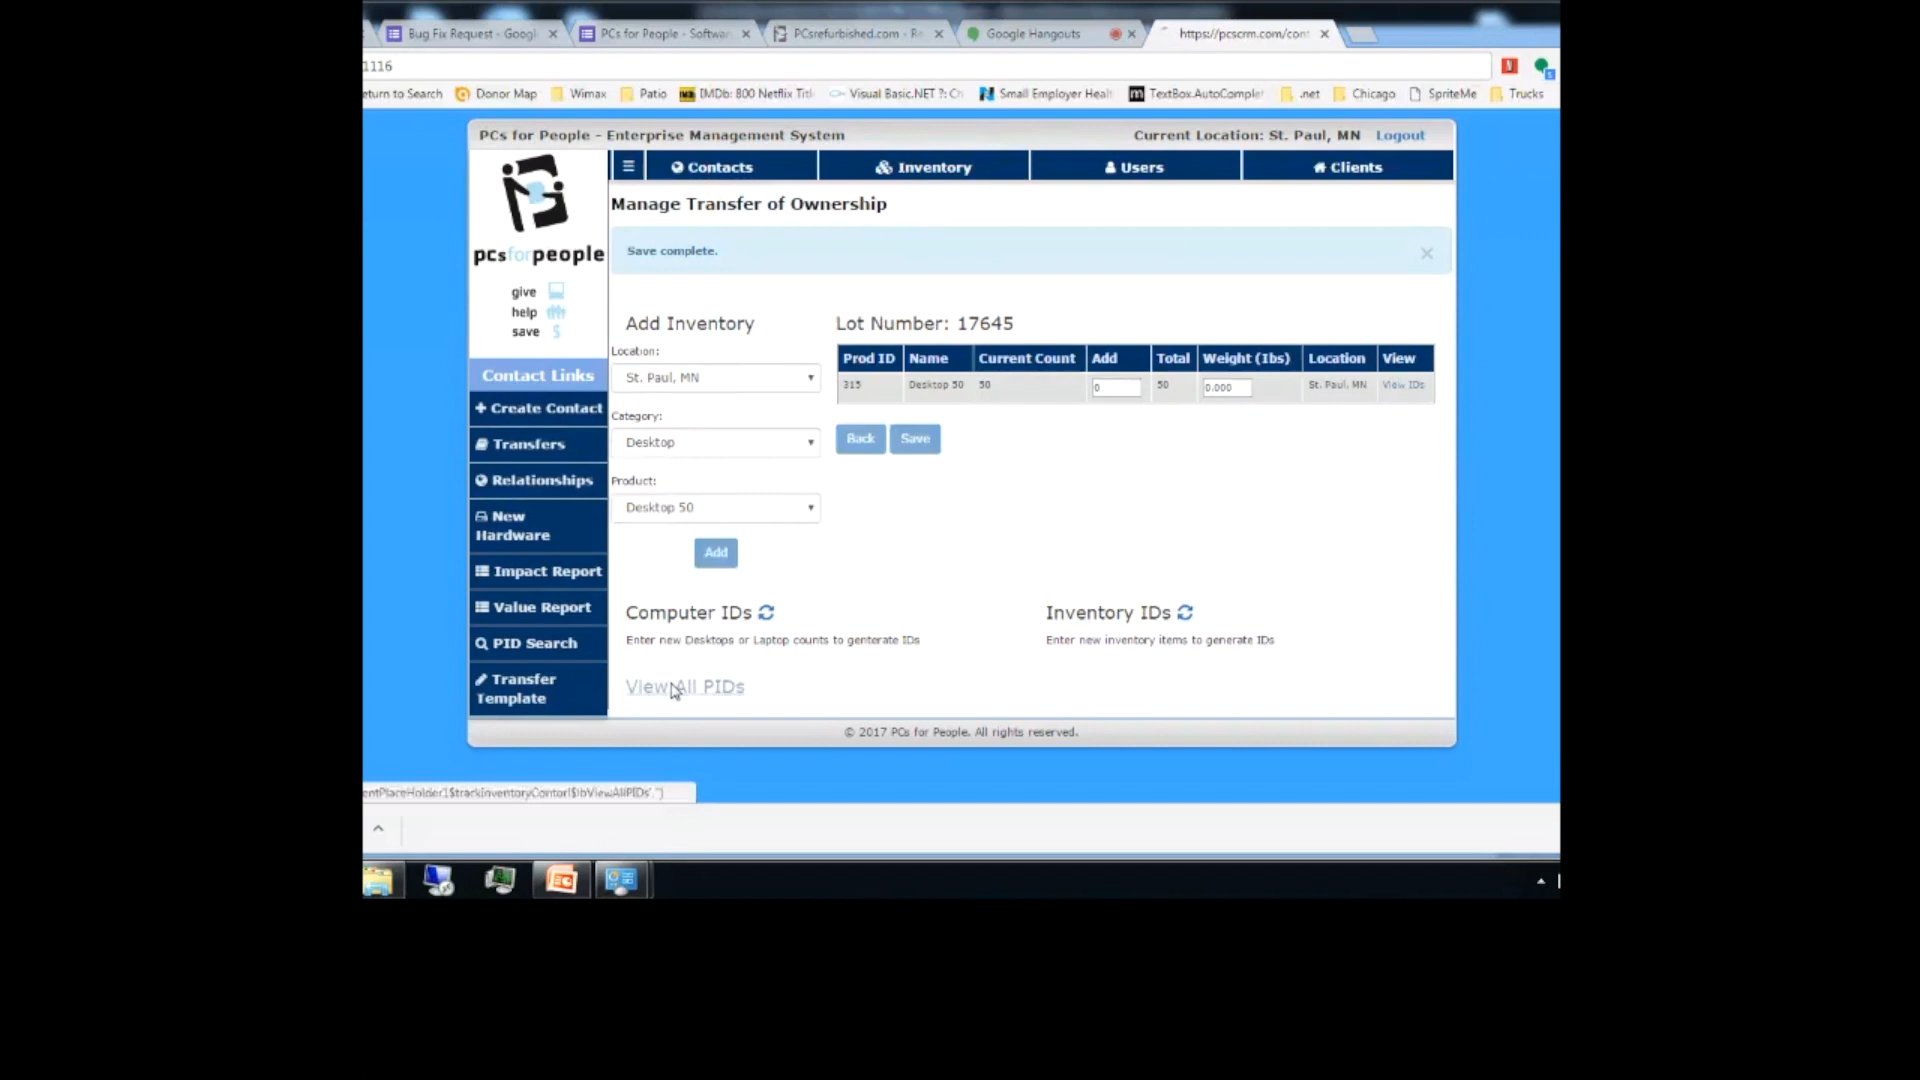 Bug Fix Request - Googl
PCs for People - Softwar
PCsrefurbished.com - R
Google Hangouts
https://pcscrm.com/con
1116
eturn to Search
Donor Map
Wimax
Patio
IMDb: 800 Netflix Titl
Visual Basic.NET ?: Ch
Small Employer Healt
TextBox.AutoComplet
.net
Chicago
SpriteMe
Trucks
PCs for People - Enterprise Management System
Current Location: St. Paul, MN Logout
Contacts
Inventory
Users
Clients
pcsforpeople
give
help
save $
Contact Links
Create Contact
Transfers
Relationships
New
Hardware
Impact Report
Value Report
PID Search
Transfer
Template
Manage Transfer of Ownership
Save complete.
Add Inventory
Location:
St. Paul, MN
Category:
Desktop
Product:
Desktop 50
Add
Lot Number: 17645
Prod ID Name Current Count Add Total Weight (lbs) Location View
315 Desktop 50 50 0 50 0.000 St. Paul, MN View IDs
Back Save
Computer IDs
Enter new Desktops or Laptop counts to genterate IDs
Inventory IDs
Enter new inventory items to generate IDs
View All PIDs
© 2017 PCs for People. All rights reserved.
entPlaceHolder1$trackInventoryContorl$lbViewAllPIDs','')